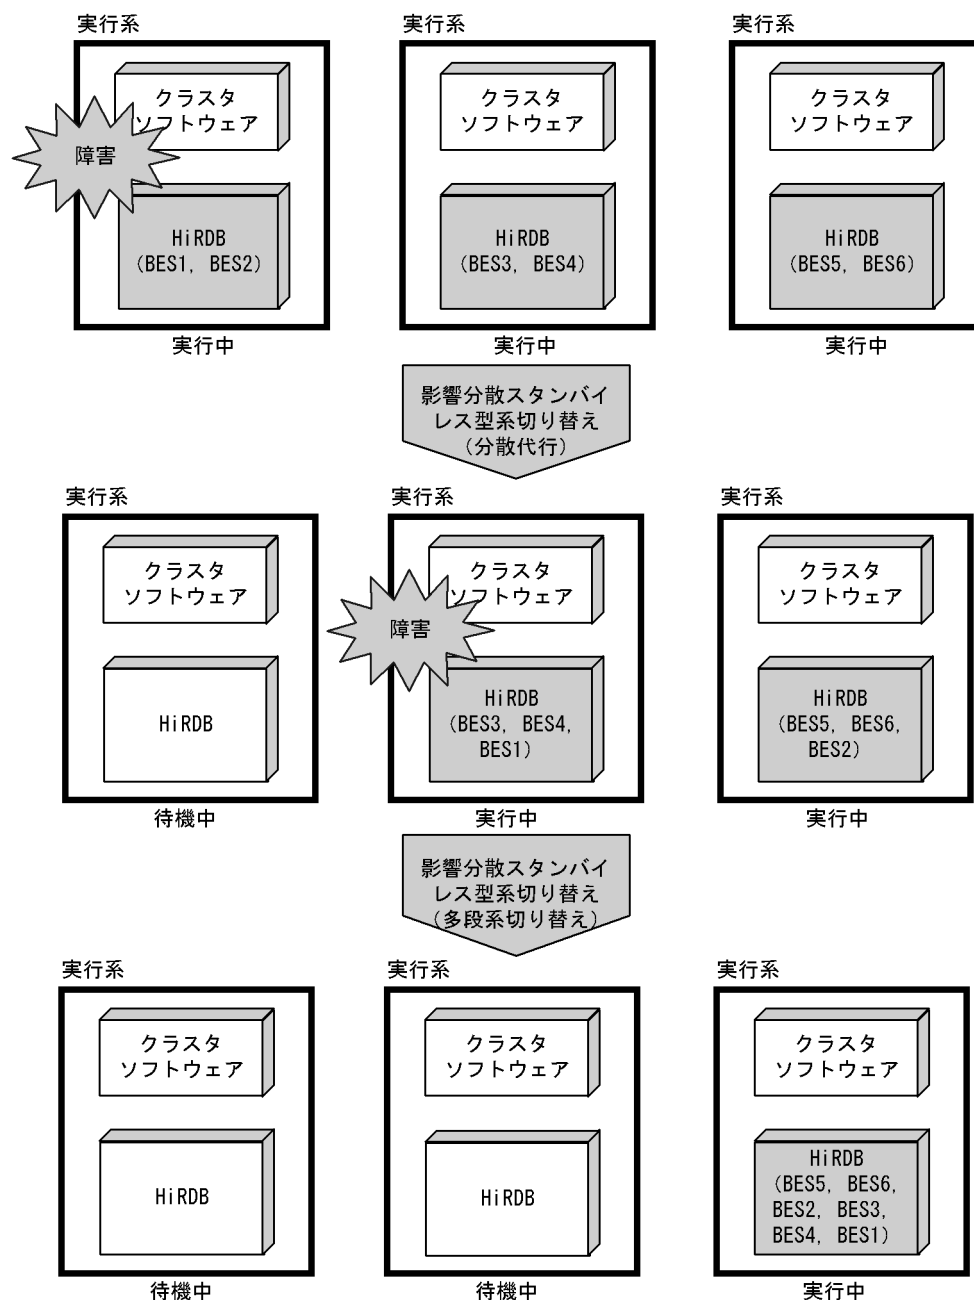 実行系
実行系
実行系
クラスタ
ソフトウェア
クラスタ
ソフトウェア
クラスタ
ソフトウェア
障害
HiRDB
(BES1, BES2)
HiRDB
(BES3, BES4)
HiRDB
(BES5, BES6)
実行中
実行中
実行中
影響分散スタンバイ
レス型系切り替え
(分散代行)
実行系
実行系
実行系
クラスタ
ソフトウェア
クラスタ
ソフトウェア
クラスタ
ソフトウェア
障害
HiRDB
HiRDB
(BES3, BES4,
BES1)
HiRDB
(BES5, BES6,
BES2)
待機中
実行中
実行中
影響分散スタンバイ
レス型系切り替え
(多段系切り替え)
実行系
実行系
実行系
クラスタ
ソフトウェア
クラスタ
ソフトウェア
クラスタ
ソフトウェア
HiRDB
HiRDB
HiRDB
(BES5, BES6,
BES2, BES3,
BES4, BES1)
待機中
待機中
実行中